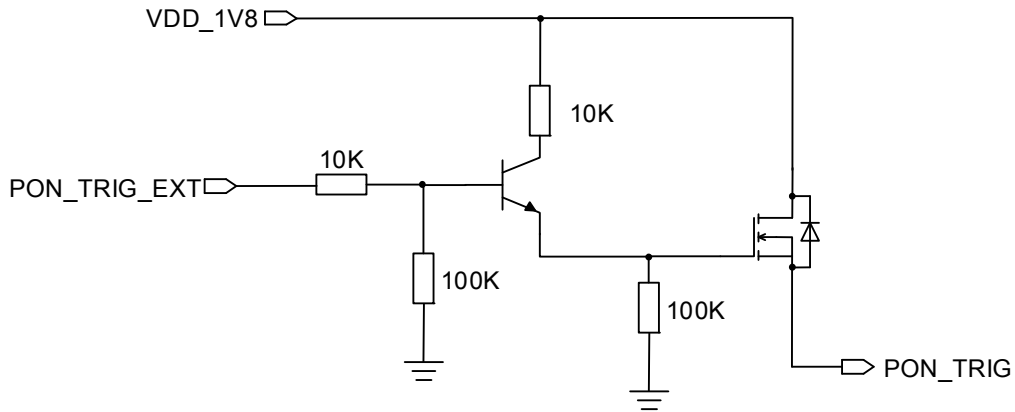 VDD_1V8
10K
10K
PON_TRIG_EXT
100K
100K
PON_TRIG